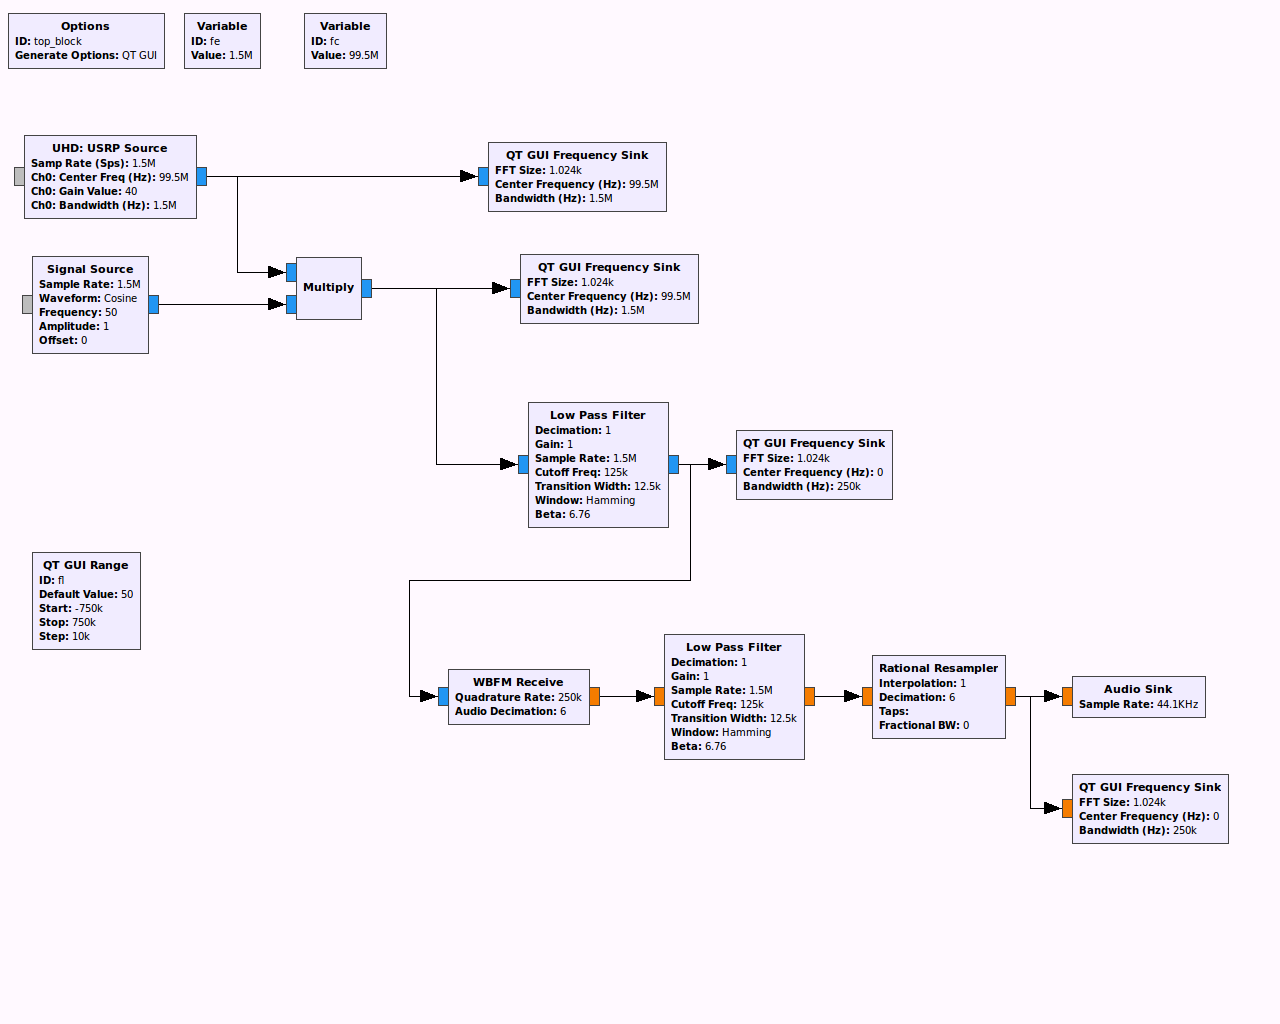 Options
ID: top_block
Generate Options: QT GUI
Variable
ID: fe
Value: 1.5M
Variable
ID: fc
Value: 99.5M
UHD: USRP Source
Samp Rate (Sps): 1.5M
Ch0: Center Freq (Hz): 99.5M
Ch0: Gain Value: 40
Ch0: Bandwidth (Hz): 1.5M
QT GUI Frequency Sink
FFT Size: 1.024k
Center Frequency (Hz): 99.5M
Bandwidth (Hz): 1.5M
Signal Source
Sample Rate: 1.5M
Waveform: Cosine
Frequency: 50
Amplitude: 1
Offset: 0
Multiply
QT GUI Frequency Sink
FFT Size: 1.024k
Center Frequency (Hz): 99.5M
Bandwidth (Hz): 1.5M
Low Pass Filter
Decimation: 1
Gain: 1
Sample Rate: 1.5M
Cutoff Freq: 125k
Transition Width: 12.5k
Window: Hamming
Beta: 6.76
QT GUI Frequency Sink
FFT Size: 1.024k
Center Frequency (Hz): 0
Bandwidth (Hz): 250k
QT GUI Range
ID: fl
Default Value: 50
Start: -750k
Stop: 750k
Step: 10k
WBFM Receive
Quadrature Rate: 250k
Audio Decimation: 6
Low Pass Filter
Decimation: 1
Gain: 1
Sample Rate: 1.5M
Cutoff Freq: 125k
Transition Width: 12.5k
Window: Hamming
Beta: 6.76
Rational Resampler
Interpolation: 1
Decimation: 6
Taps:
Fractional BW: 0
Audio Sink
Sample Rate: 44.1KHz
QT GUI Frequency Sink
FFT Size: 1.024k
Center Frequency (Hz): 0
Bandwidth (Hz): 250k